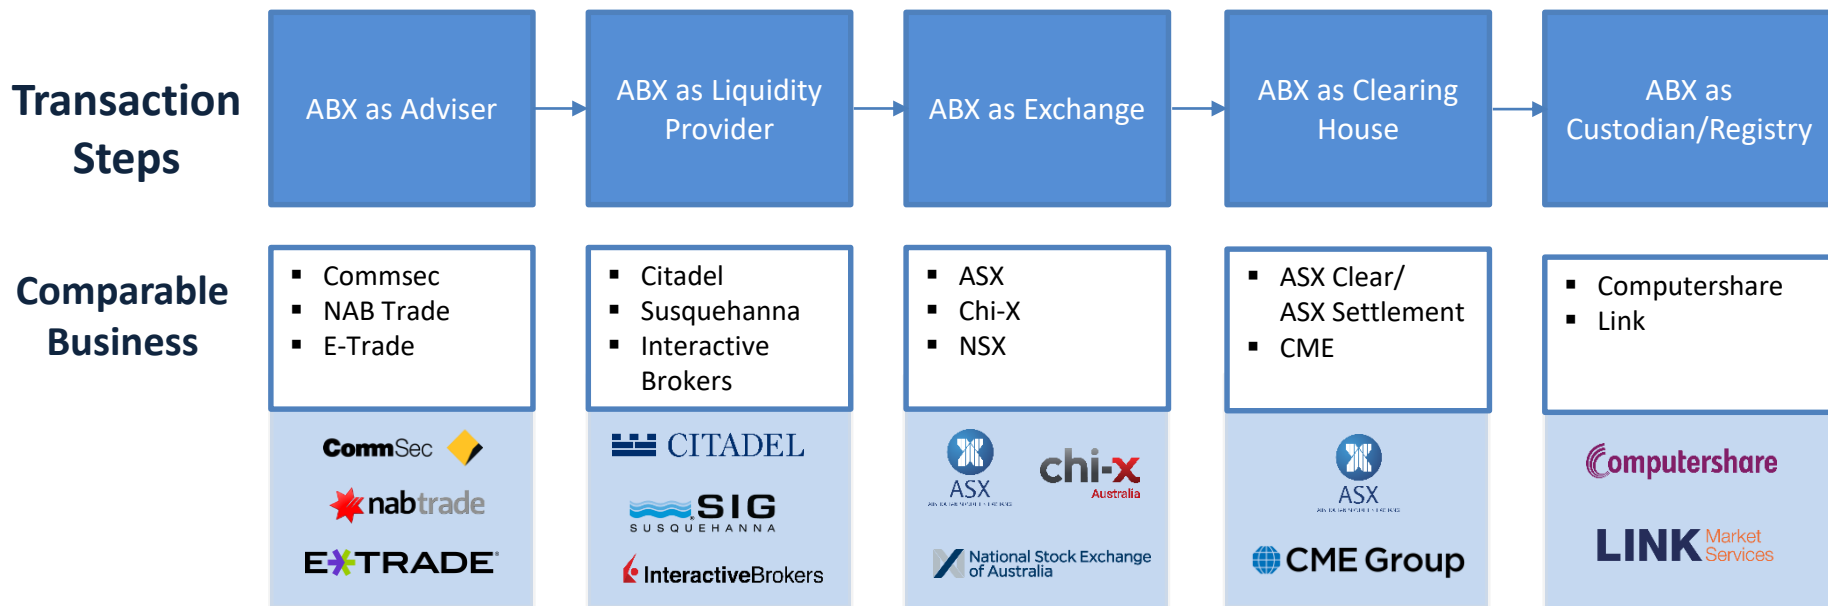 Transaction
Steps
ABX as Adviser
ABX as Liquidity
Provider
ABX as Exchange
ABX as Clearing
House
ABX as
Custodian/Registry
Comparable
Business
▪ Commsec
▪ NAB Trade
▪ E-Trade
▪ Citadel
▪ Susquehanna
▪ Interactive
Brokers
▪ ASX
▪ Chi-X
▪ NSX
▪ ASX Clear/
ASX Settlement
▪ CME
▪ Computershare
▪ Link
CommSec
nabtrade
E*TRADE®
CITADEL
SIG
SUSQUEHANNA
InteractiveBrokers
ASX
chi-x
Australia
National Stock Exchange
of Australia
ASX
CME Group
Computershare
LINK Market
Services